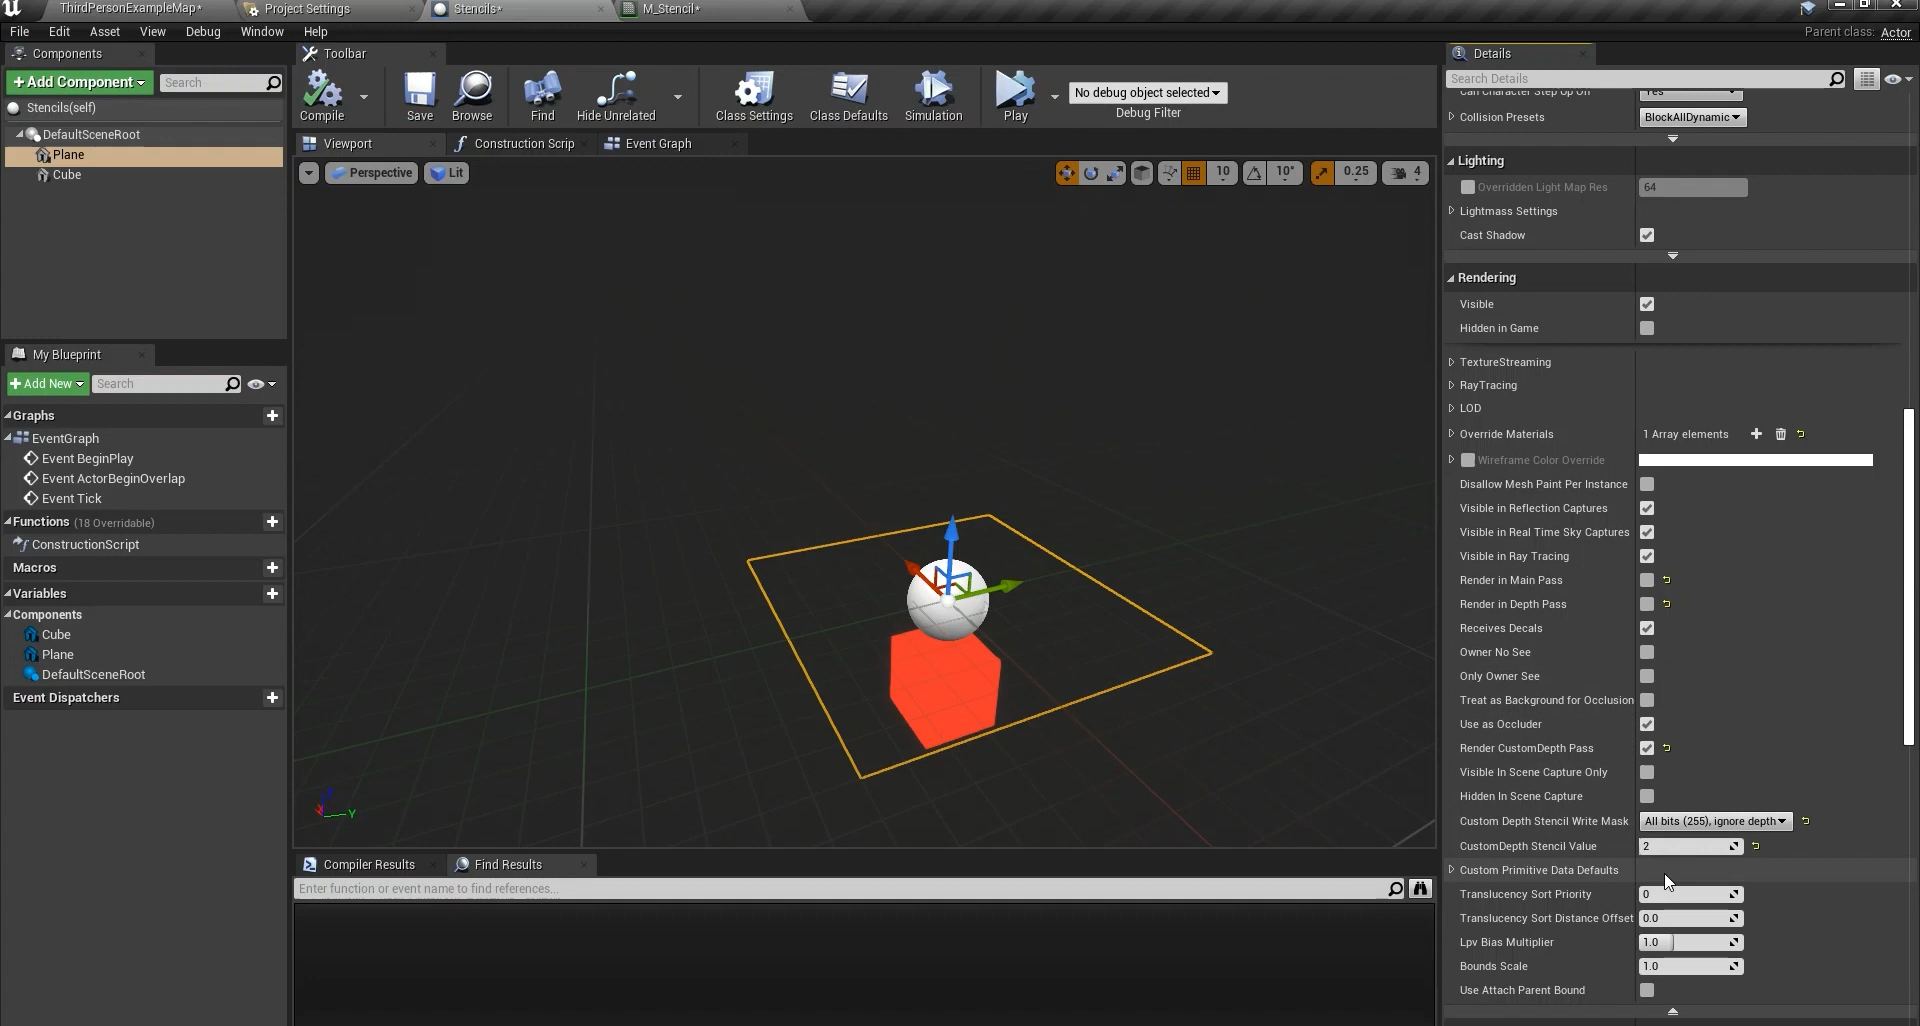 ThirdPersonExampleMap*
Project Settings
Stencils*
M_Stencil*
File Edit Asset View Debug Window Help
Parent class: Actor
Components
+Add Component
Search
Stencils(self)
DefaultSceneRoot
Plane
Cube
My Blueprint
+Add New
Search
Graphs
EventGraph
Event BeginPlay
Event ActorBeginOverlap
Event Tick
Functions (18 Overridable)
ConstructionScript
Macros
Variables
Components
Cube
Plane
DefaultSceneRoot
Event Dispatchers
Toolbar
Compile
Save
Browse
Find
Hide Unrelated
Class Settings
Class Defaults
Simulation
Play
No debug object selected
Debug Filter
Viewport
Construction Scrip
Event Graph
Perspective
Lit
10
10°
0.25
4
X
Y
Z
Compiler Results
Find Results
Enter function or event name to find references...
Details
Search Details
Can Character Step Up On Yes
Collision Presets BlockAllDynamic
Lighting
Overridden Light Map Res 64
Lightmass Settings
Cast Shadow
Rendering
Visible
Hidden in Game
TextureStreaming
RayTracing
LOD
Override Materials 1 Array elements
Wireframe Color Override
Disallow Mesh Paint Per Instance
Visible in Reflection Captures
Visible in Real Time Sky Captures
Visible in Ray Tracing
Render in Main Pass
Render in Depth Pass
Receives Decals
Owner No See
Only Owner See
Treat as Background for Occlusion
Use as Occluder
Render CustomDepth Pass
Visible In Scene Capture Only
Hidden In Scene Capture
Custom Depth Stencil Write Mask All bits (255), ignore depth
CustomDepth Stencil Value 2
Custom Primitive Data Defaults
Translucency Sort Priority 0
Translucency Sort Distance Offset 0.0
Lpv Bias Multiplier 1.0
Bounds Scale 1.0
Use Attach Parent Bound